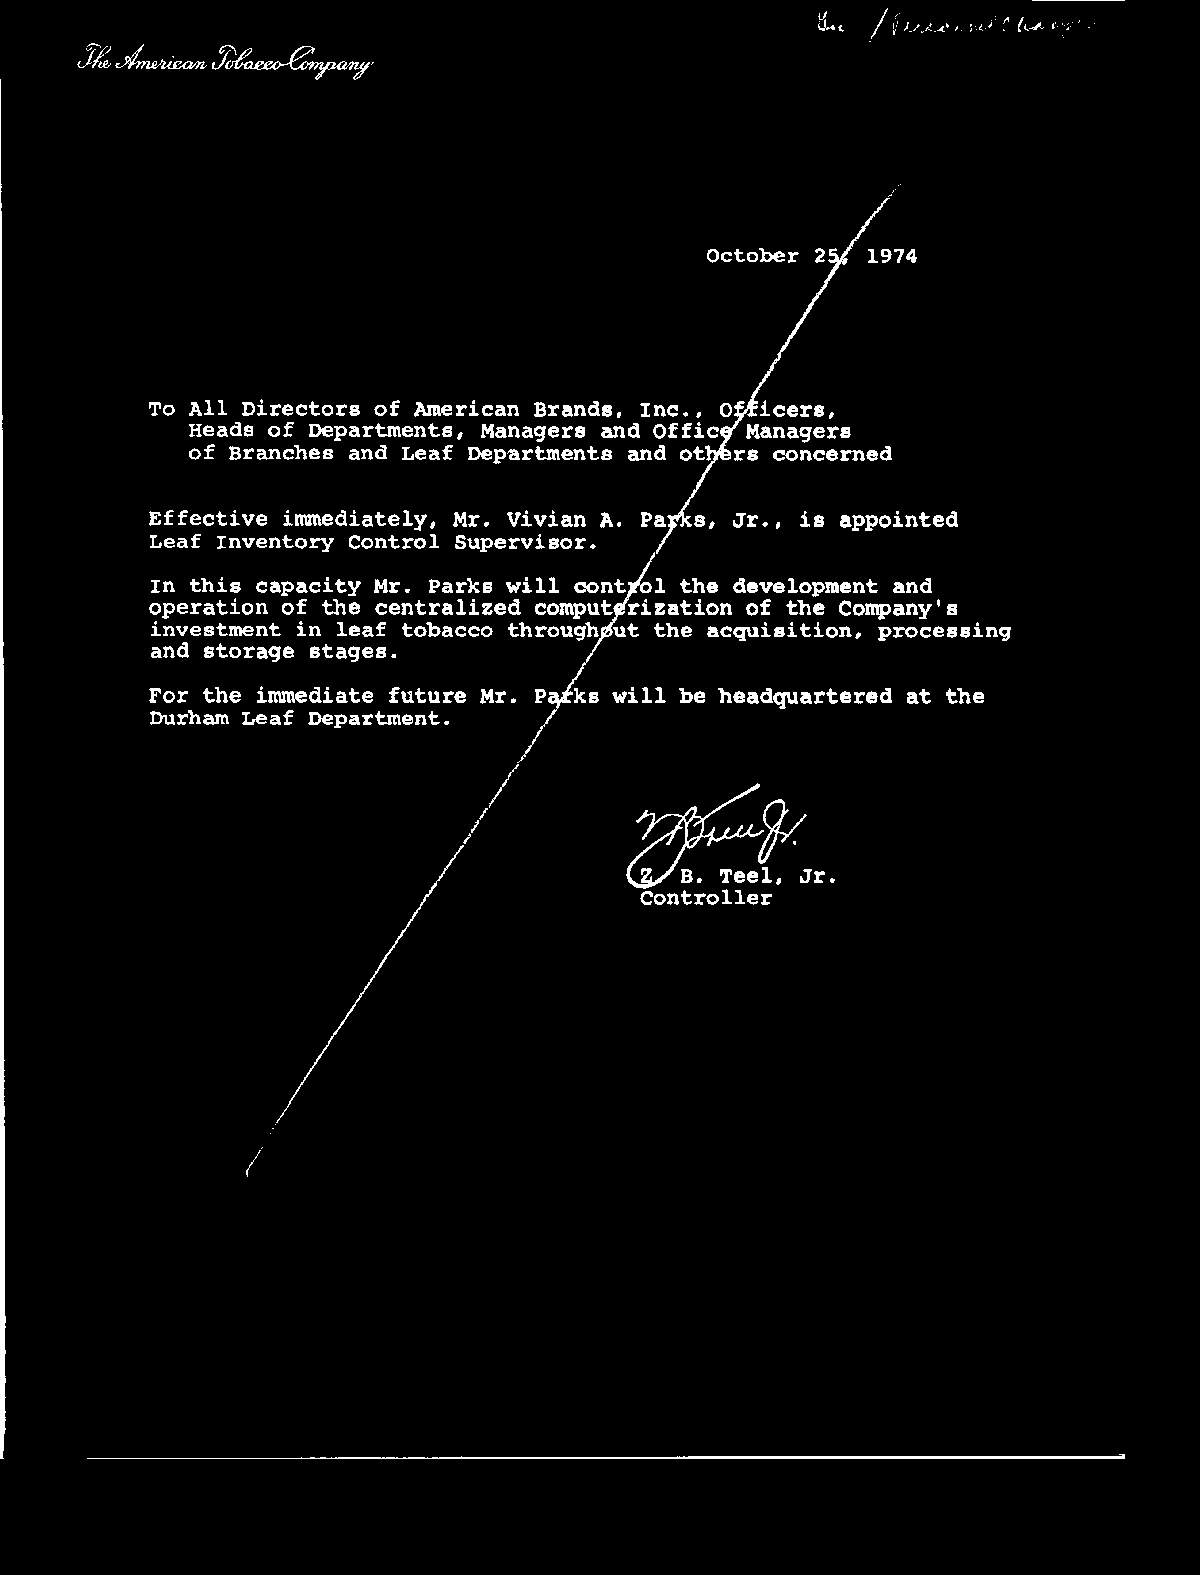 Personnel Changes
The American Tobacco Company
October 25, 1974
To All Directors of American Brands, Inc., Officers,
Heads of Departments, Managers and Office Managers
of Branches and Leaf Departments and others concerned
Effective immediately, Mr. Vivian A. Parks, Jr., is appointed
Leaf Inventory Control Supervisor.
In this capacity Mr. Parks will control the development and
operation of the centralized computerization of the Company's
investment in leaf tobacco throughout the acquisition, processing
and storage stages.
For the immediate future Mr. Parks will be headquartered at the
Durham Leaf Department.
Z. B. Teel, Jr.
Controller